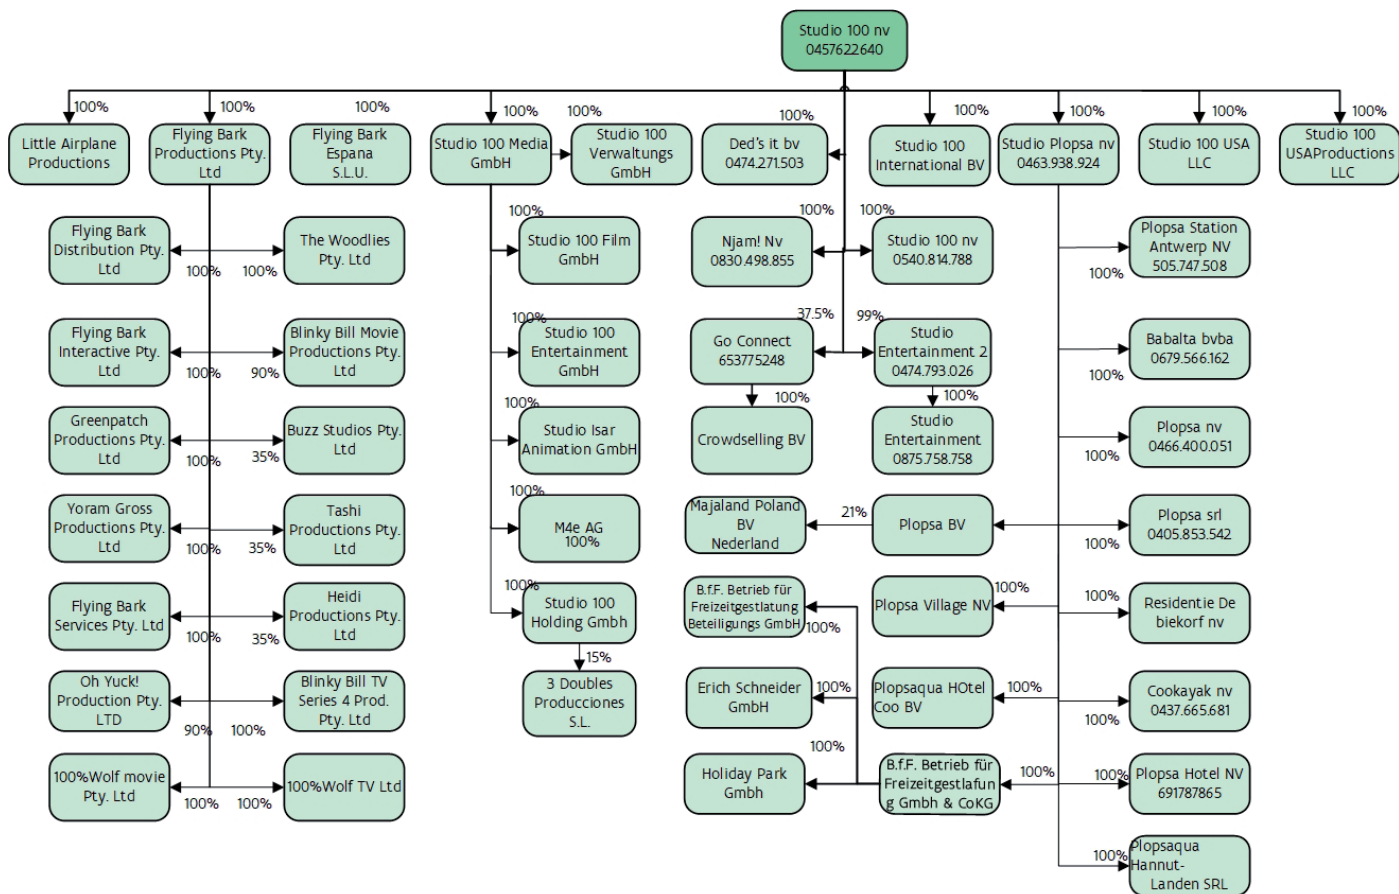 Studio 100 nv
0457622640
100%
100%
100%
100%
100%
100%
100%
100%
100%
100%
Little Airplane
Productions
Flying Bark
Productions Pty.
Ltd
Flying Bark
Espana
S.L.U.
Studio 100 Media
GmbH
Studio 100
Verwaltungs
GmbH
Ded's it bv
0474.271.503
Studio 100
International BV
Studio Plopsa nv
0463.938.924
Studio 100 USA
LLC
Studio 100
USAProductions
LLC
Flying Bark
Distribution Pty.
Ltd
100%
100%
The Woodlies
Pty. Ltd
100%
Studio 100 Film
GmbH
100%
100%
Njam! Nv
0830.498.855
Studio 100 nv
0540.814.788
Plopsa Station
Antwerp NV
505.747.508
100%
Flying Bark
Interactive Pty.
Ltd
100%
90%
Blinky Bill Movie
Productions Pty.
Ltd
100%
Studio 100
Entertainment
GmbH
37.5%
99%
Go Connect
653775248
Studio
Entertainment 2
0474.793.026
Babalta bvba
0679.566.162
100%
Greenpatch
Productions Pty.
Ltd
100%
35%
Buzz Studios Pty.
Ltd
100%
Studio Isar
Animation GmbH
100%
100%
Crowdselling BV
Studio
Entertainment
0875.758.758
Plopsa nv
0466.400.051
100%
Yoram Gross
Productions Pty.
Ltd
100%
35%
Tashi
Productions Pty.
Ltd
100%
M4e AG
100%
Majaland Poland
BV
Nederland
21%
Plopsa BV
Plopsa srl
0405.853.542
100%
Flying Bark
Services Pty. Ltd
100%
35%
Heidi
Productions Pty.
Ltd
100%
Studio 100
Holding Gmbh
B.f.F. Betrieb für
Freizeitgestlatung
Beteiligungs GmbH
100%
Plopsa Village NV
100%
100%
Residentie De
biekorf nv
Oh Yuck!
Production Pty.
LTD
90%
100%
Blinky Bill TV
Series 4 Prod.
Pty. Ltd
15%
3 Doubles
Producciones
S.L.
Erich Schneider
GmbH
100%
Plopsaqua HOtel
Coo BV
100%
Cookayak nv
0437.665.681
100%
100%Wolf movie
Pty. Ltd
100%
100%
100%Wolf TV Ltd
Holiday Park
Gmbh
100%
B.f.F. Betrieb für
Freizeitgestlafun
g Gmbh & CoKG
100%
100%
Plopsa Hotel NV
691787865
100%
Plopsaqua
Hannut-
Landen SRL